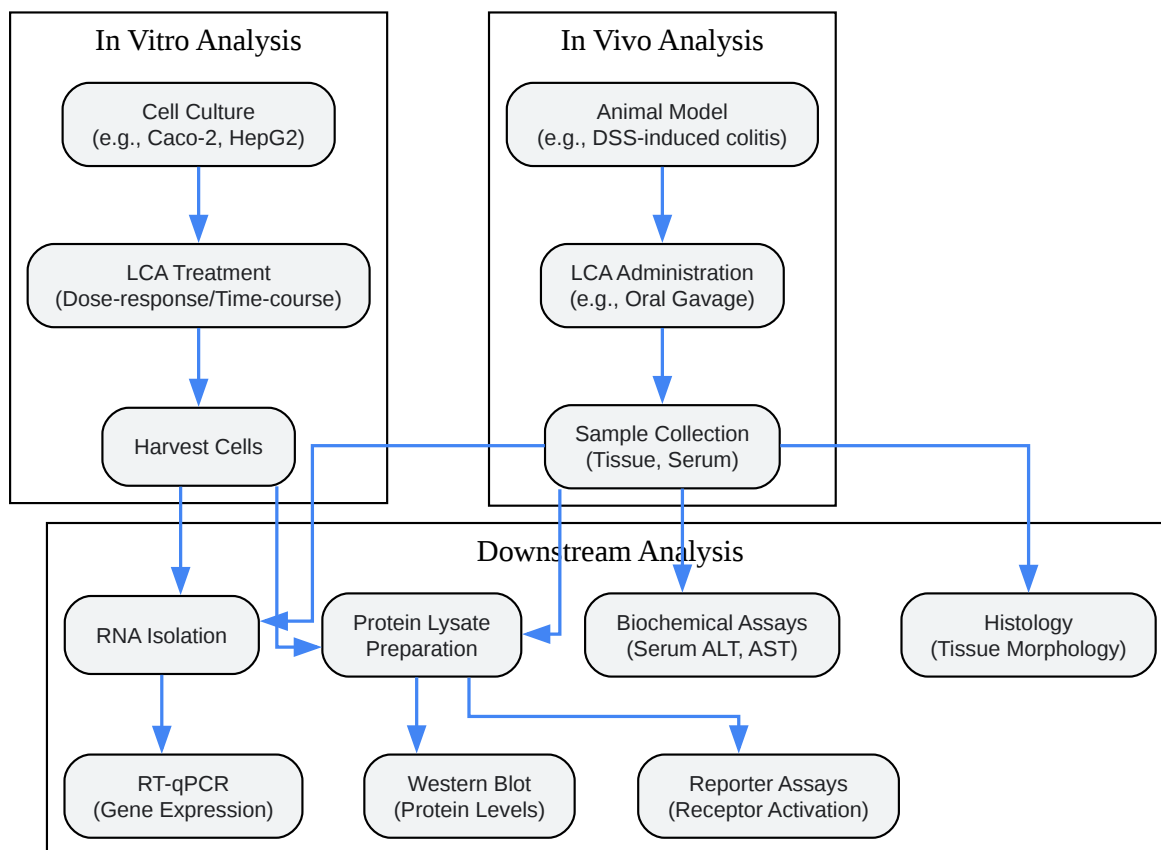 In Vitro Analysis
Cell Culture
(e.g., Caco-2, HepG2)
LCA Treatment
(Dose-response/Time-course)
Harvest Cells
In Vivo Analysis
Animal Model
(e.g., DSS-induced colitis)
LCA Administration
(e.g., Oral Gavage)
Sample Collection
(Tissue, Serum)
Downstream Analysis
RNA Isolation
Protein Lysate
Preparation
Biochemical Assays
(Serum ALT, AST)
Histology
(Tissue Morphology)
RT-qPCR
(Gene Expression)
Western Blot
(Protein Levels)
Reporter Assays
(Receptor Activation)